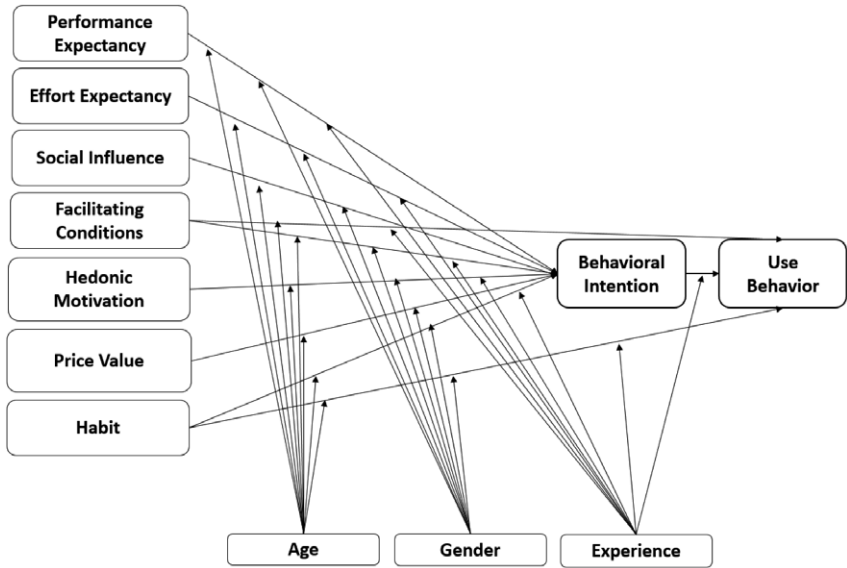 Performance
Expectancy
Effort Expectancy
Social Influence
Facilitating
Conditions
Hedonic
Motivation
Price Value
Habit
Behavioral
Intention
Use
Behavior
Age
Gender
Experience